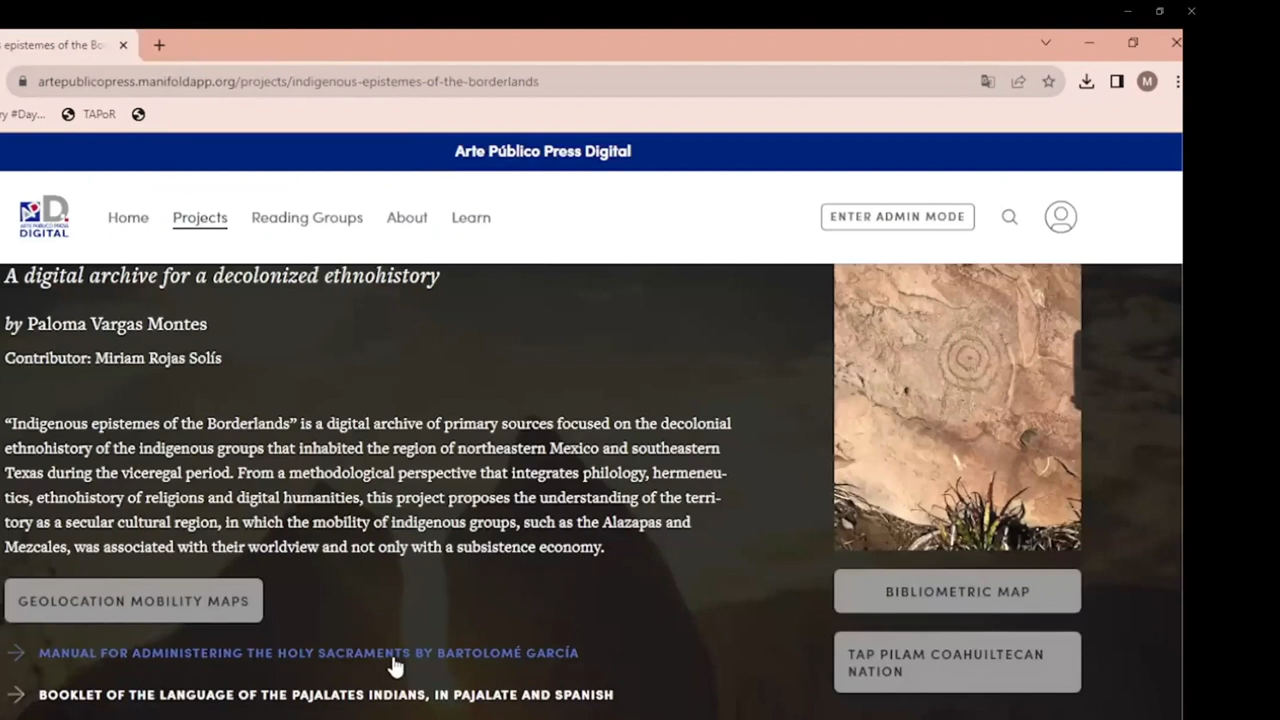 epistemes of the Bo
artepublicopress.manifoldapp.org/projects/indigenous-epistemes-of-the-borderlands
M
ry #Day...
TAPoR
Arte Público Press Digital
D.
ARTE PÚBLICO PRESS
DIGITAL
Home
Projects
Reading Groups
About
Learn
ENTER ADMIN MODE
A digital archive for a decolonized ethnohistory
by Paloma Vargas Montes
Contributor: Miriam Rojas Solís
“Indigenous epistemes of the Borderlands” is a digital archive of primary sources focused on the decolonial
ethnohistory of the indigenous groups that inhabited the region of northeastern Mexico and southeastern
Texas during the viceregal period. From a methodological perspective that integrates philology, hermeneu-
tics, ethnohistory of religions and digital humanities, this project proposes the understanding of the terri-
tory as a secular cultural region, in which the mobility of indigenous groups, such as the Alazapas and
Mezcales, was associated with their worldview and not only with a subsistence economy.
GEOLOCATION MOBILITY MAPS
BIBLIOMETRIC MAP
MANUAL FOR ADMINISTERING THE HOLY SACRAMENTS BY BARTOLOMÉ GARCÍA
TAP PILAM COAHUILTECAN
NATION
BOOKLET OF THE LANGUAGE OF THE PAJALATES INDIANS, IN PAJALATE AND SPANISH